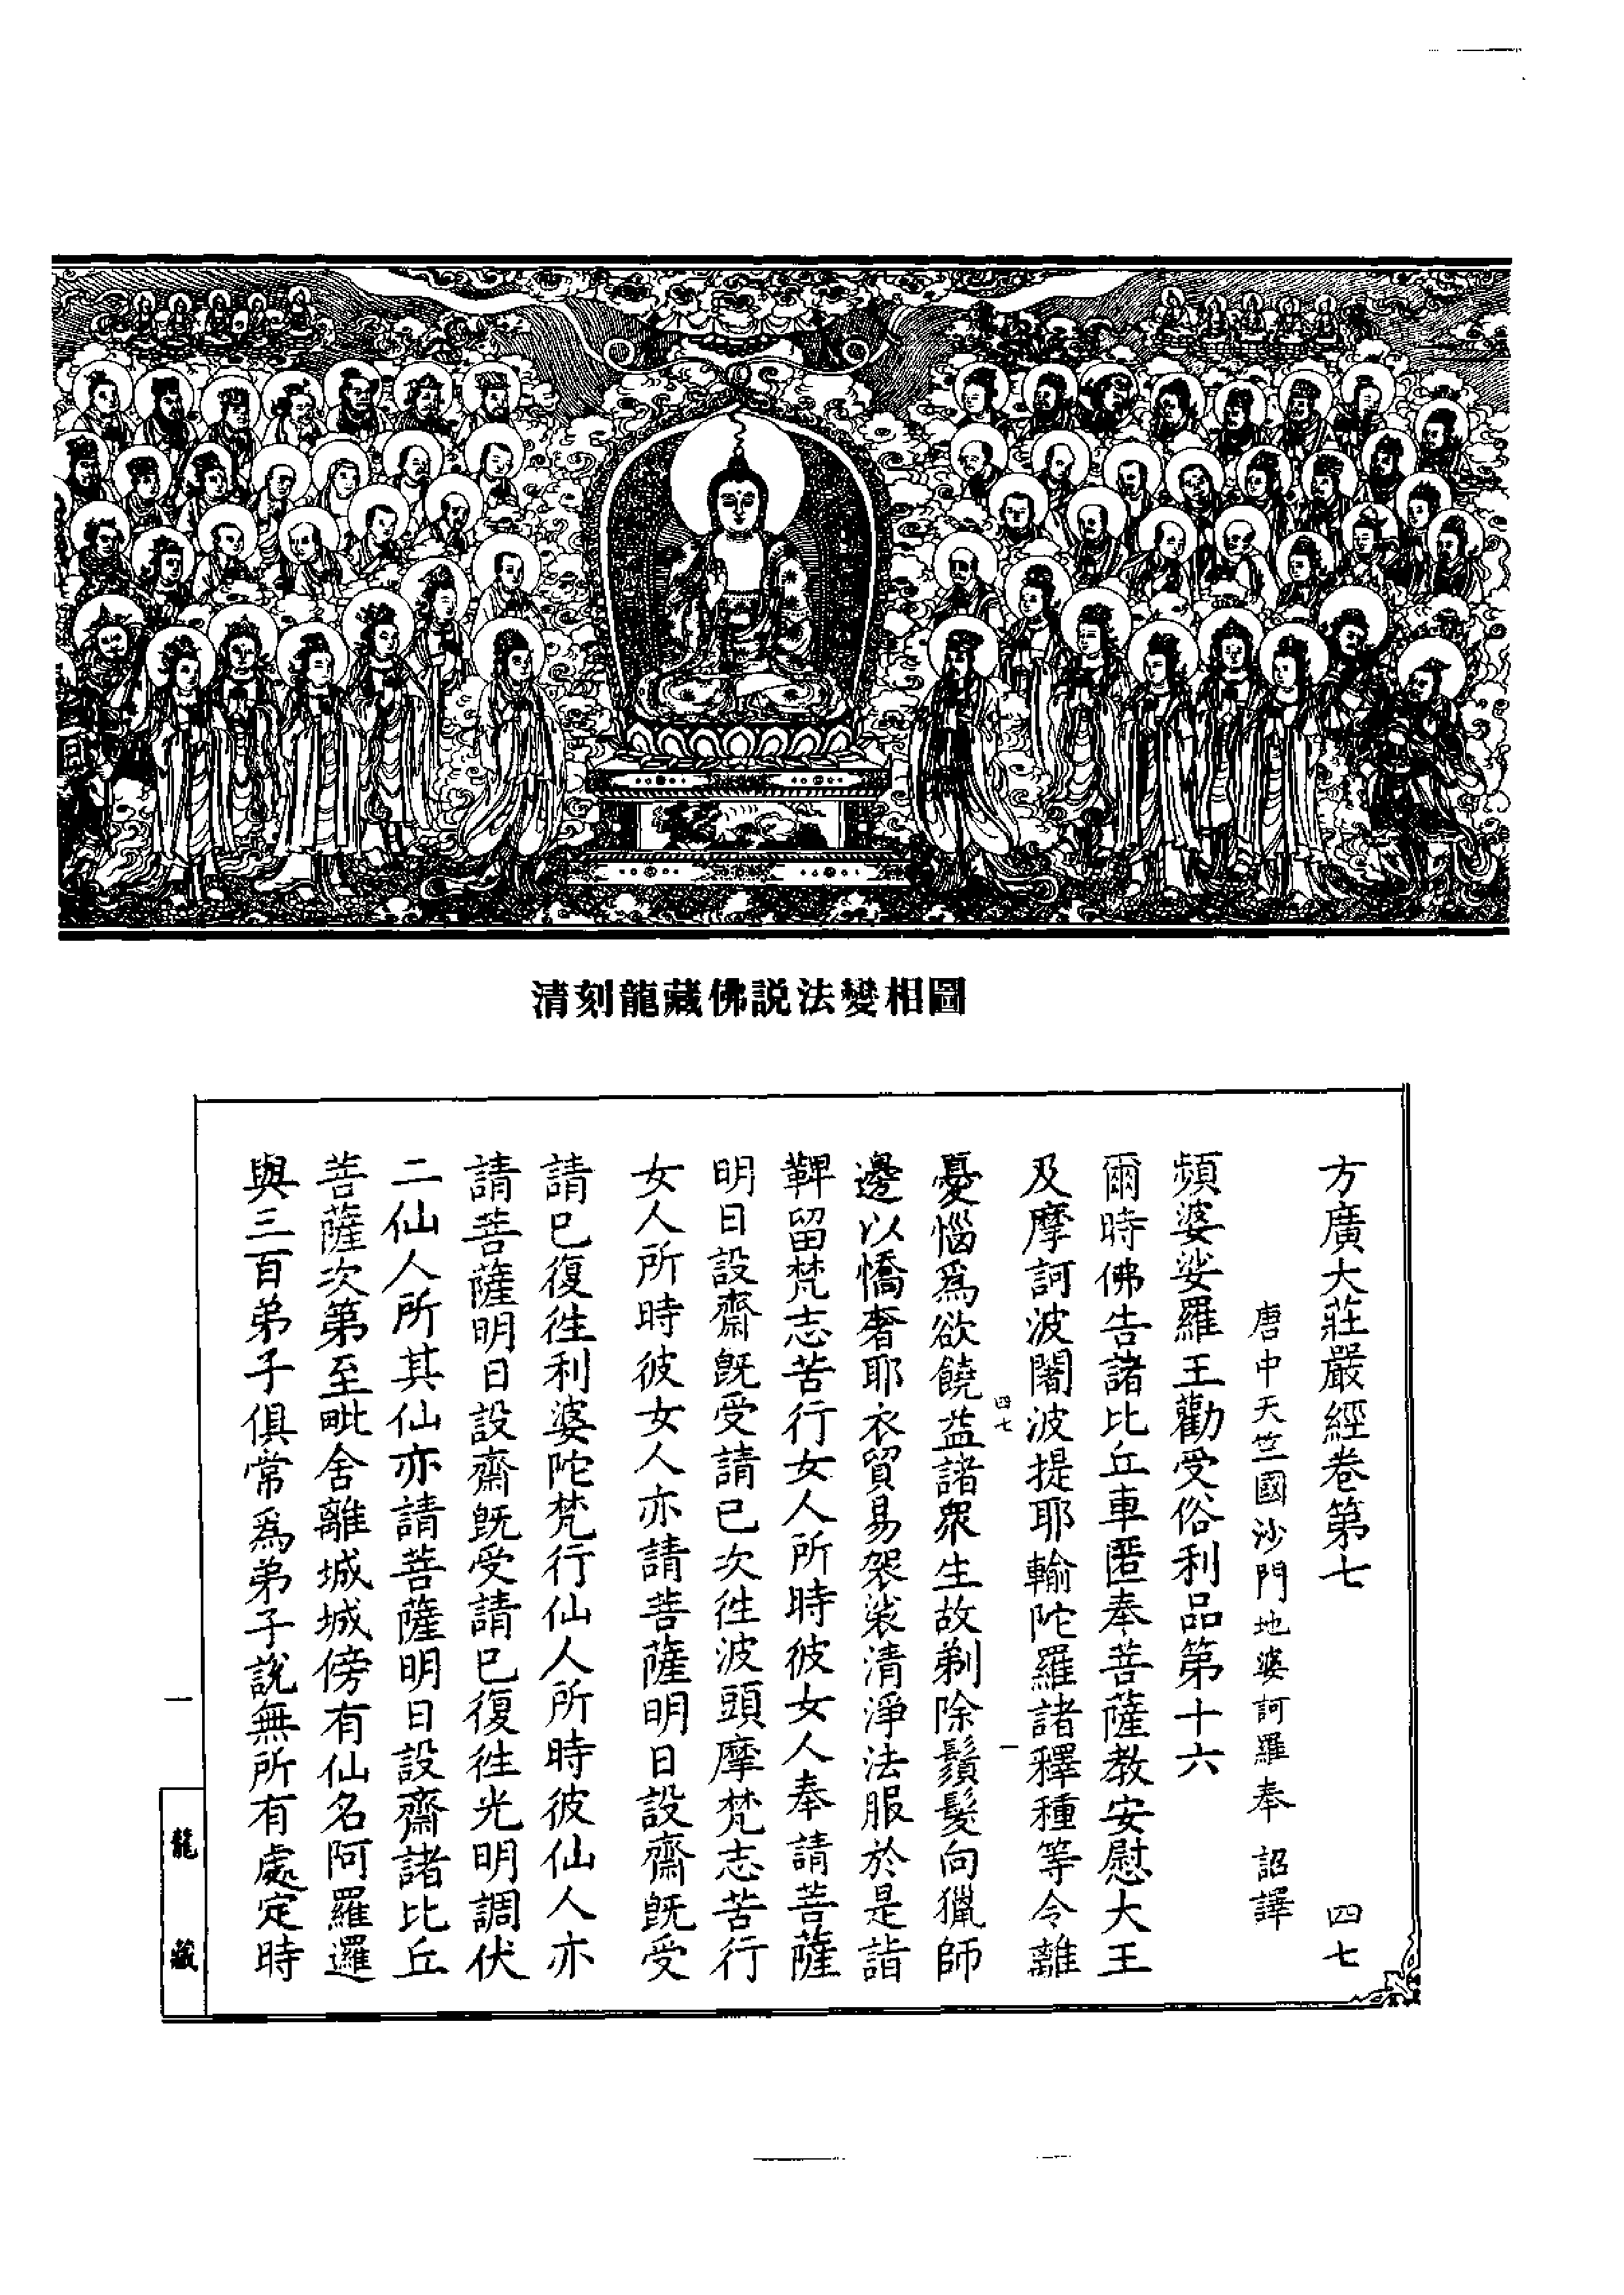 清刻龍藏佛説法變相圖
方廣大莊嚴經卷第七 四七
唐中天竺國沙門地婆訶羅奉 詔譯
頻婆娑羅王勸受俗利品第十六
爾時佛告諸比丘車匿奉菩薩教安慰大王
及摩訶波闍波提耶輸陀羅諸釋種等令離
四七 一
憂惱爲欲饒益諸衆生故剃除鬚髮向獵師
邊以憍奢耶衣貿易袈裟清淨法服於是詣
鞞留梵志苦行女人所時彼女人奉請菩薩
明日設齋既受請已次徃波頭摩梵志苦行
女人所時彼女人亦請菩薩明日設齋既受
請已復徃利婆陀梵行仙人所時彼仙人亦
請菩薩明日設齋既受請已復徃光明調伏
二仙人所其仙亦請菩薩明日設齋諸比丘
菩薩次第至毗舍離城城傍有仙名阿羅邏
與三百弟子俱常爲弟子說無所有處定時
一
龍藏